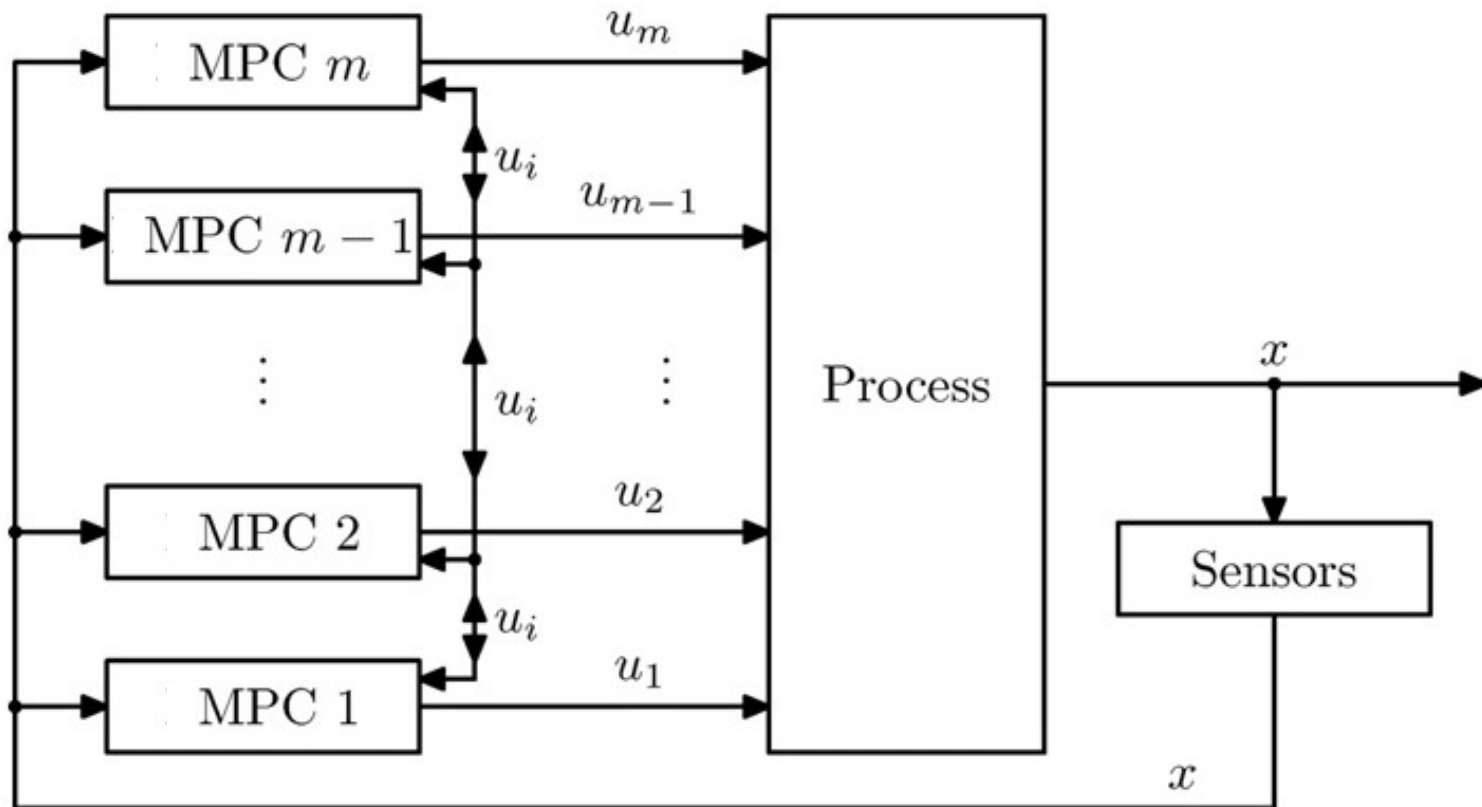 MPC m
u_m
u_i
MPC m − 1
u_{m−1}
⋮
u_i
⋮
Process
x
MPC 2
u_2
Sensors
u_i
MPC 1
u_1
x